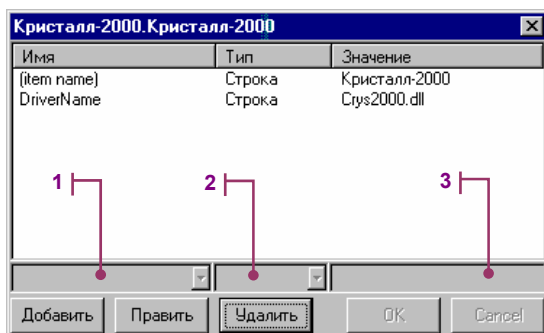 Кристалл-2000.Кристалл-2000
Имя Тип Значение
(item name) Строка Кристалл-2000
DriverName Строка Crys2000.dll
1 2 3
Добавить Править Удалить OK Cancel